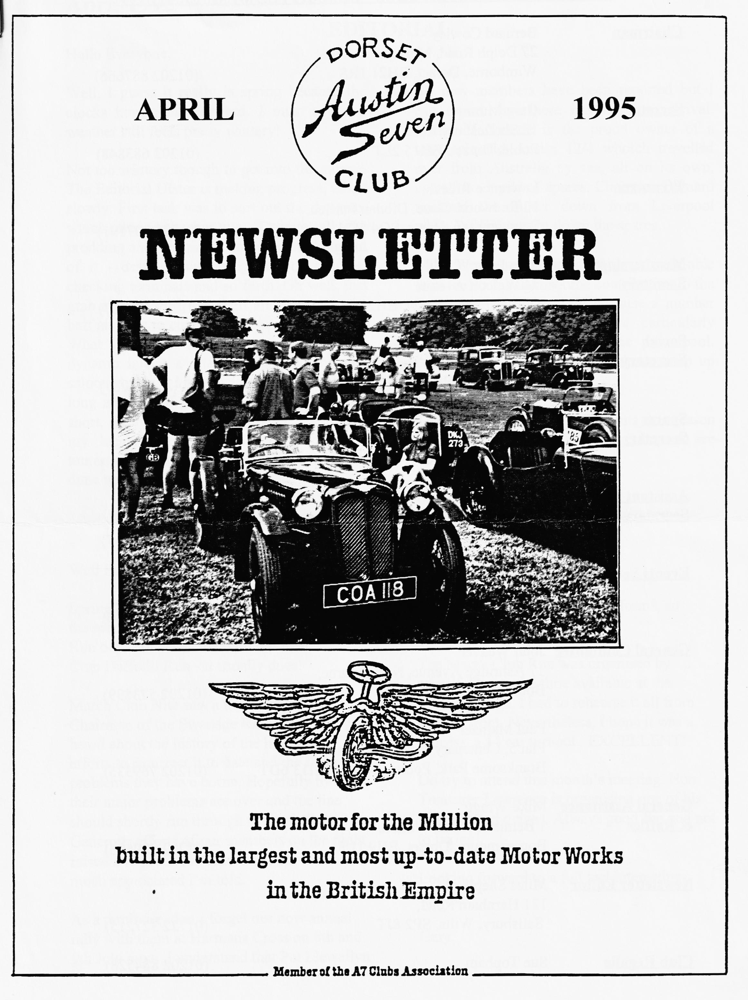 DORSET
APRIL
Austin
Seven
1995
CLUB
NEWSLETTER
DKJ
273
85
GB
COA 118
The motor for the Million
built in the largest and most up-to-date Motor Works
in the British Empire
Member of the A7 Clubs Association